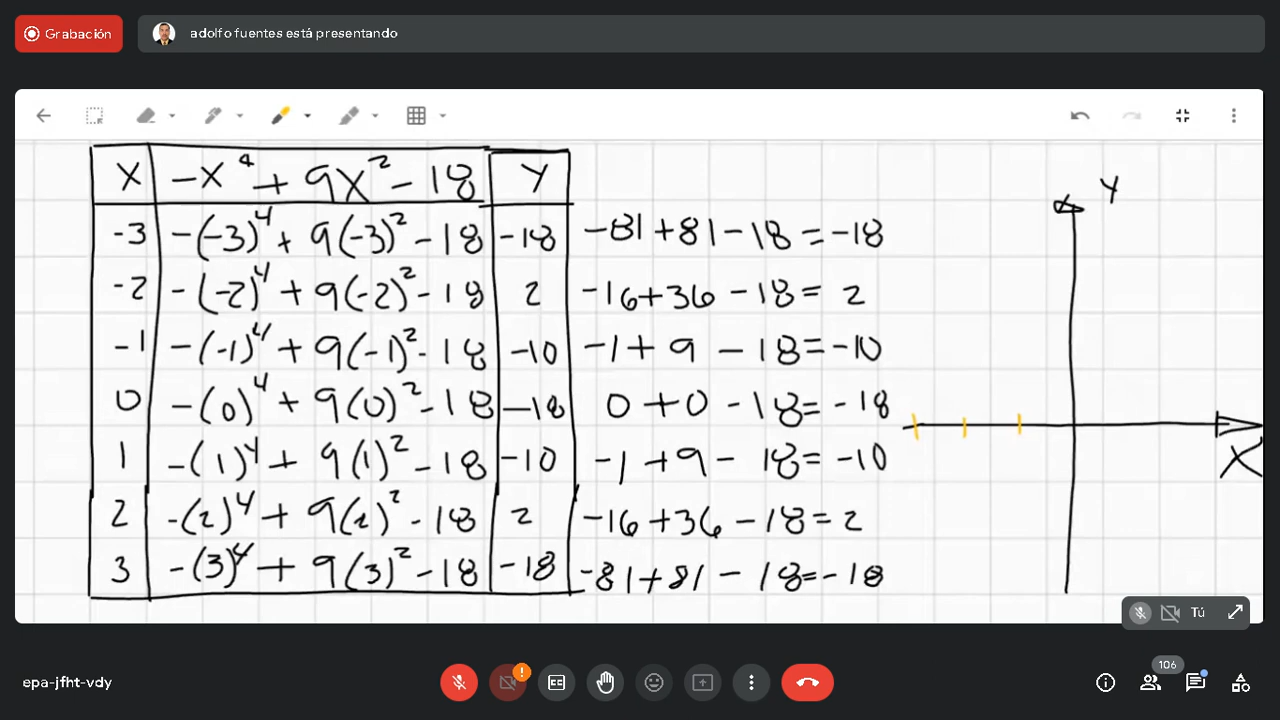 Grabación
adolfo fuentes está presentando
X -X⁴ + 9X² - 18 Y
-3 -(-3)⁴ + 9(-3)² - 18 -18 -81 + 81 - 18 = -18
-2 -(-2)⁴ + 9(-2)² - 18 2 -16 + 36 - 18 = 2
-1 -(-1)⁴ + 9(-1)² - 18 -10 -1 + 9 - 18 = -10
0 -(0)⁴ + 9(0)² - 18 -18 0 + 0 - 18 = -18
1 -(1)⁴ + 9(1)² - 18 -10 -1 + 9 - 18 = -10
2 -(2)⁴ + 9(2)² - 18 2 -16 + 36 - 18 = 2
3 -(3)⁴ + 9(3)² - 18 -18 -81 + 81 - 18 = -18
Y
X
Tú
epa-jfht-vdy
106